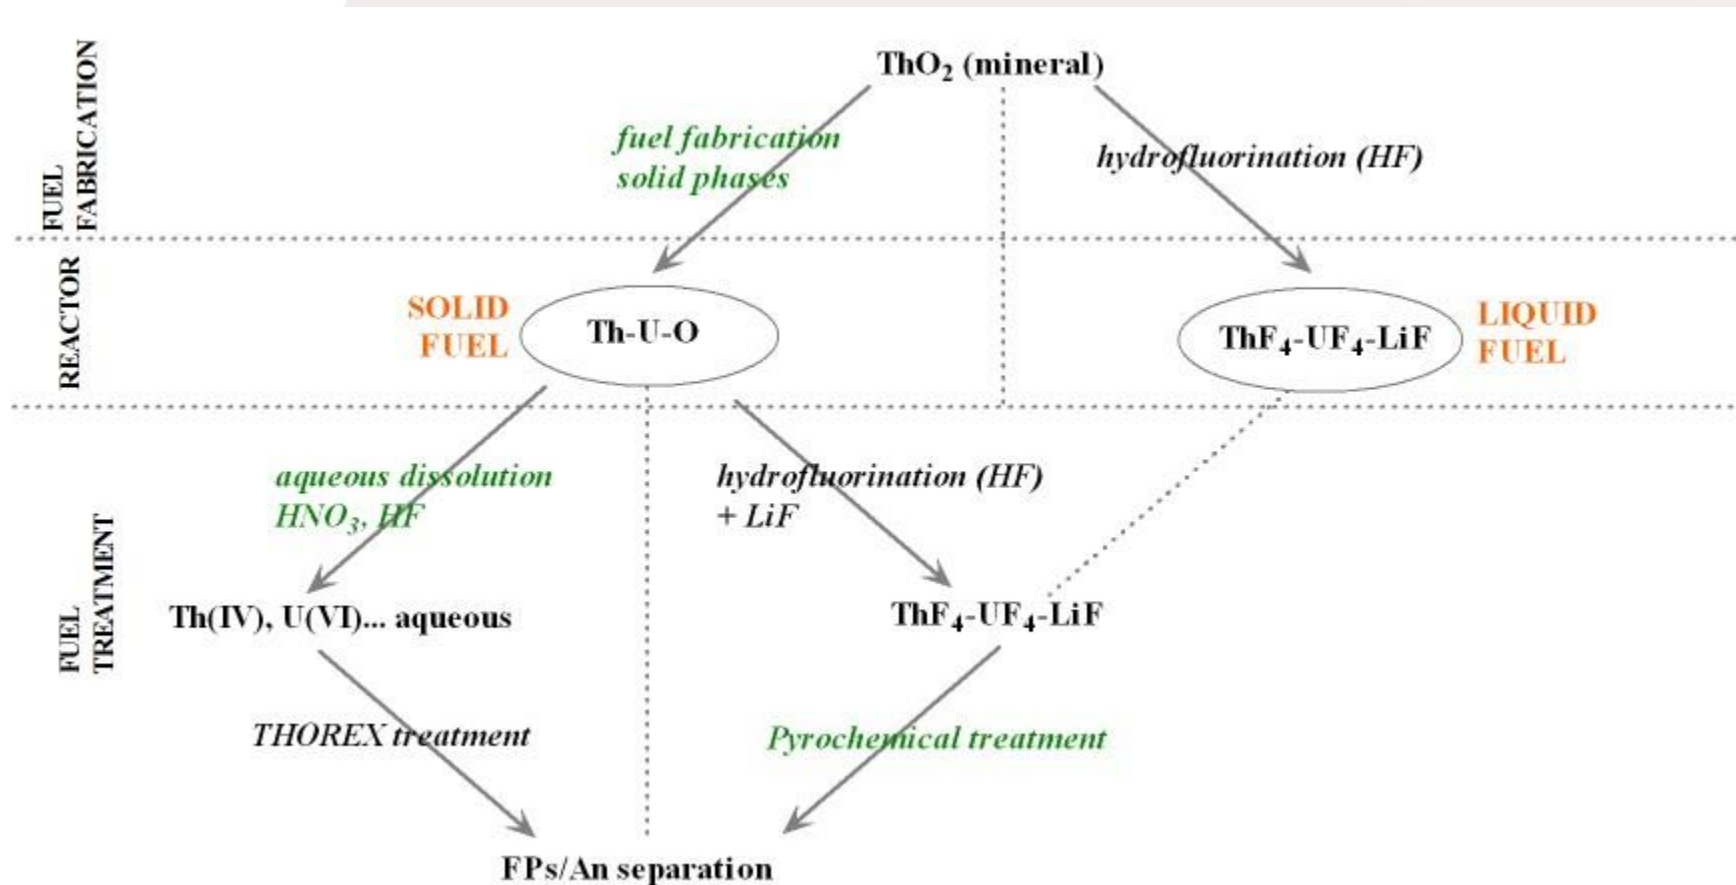 FUEL
FABRICATION
ThO₂ (mineral)
fuel fabrication
solid phases
hydrofluorination (HF)
REACTOR
SOLID
FUEL
Th-U-O
ThF₄-UF₄-LiF
LIQUID
FUEL
FUEL
TREATMENT
aqueous dissolution
HNO₃, HF
hydrofluorination (HF)
+ LiF
Th(IV), U(VI)... aqueous
ThF₄-UF₄-LiF
THOREX treatment
Pyrochemical treatment
FPs/An separation